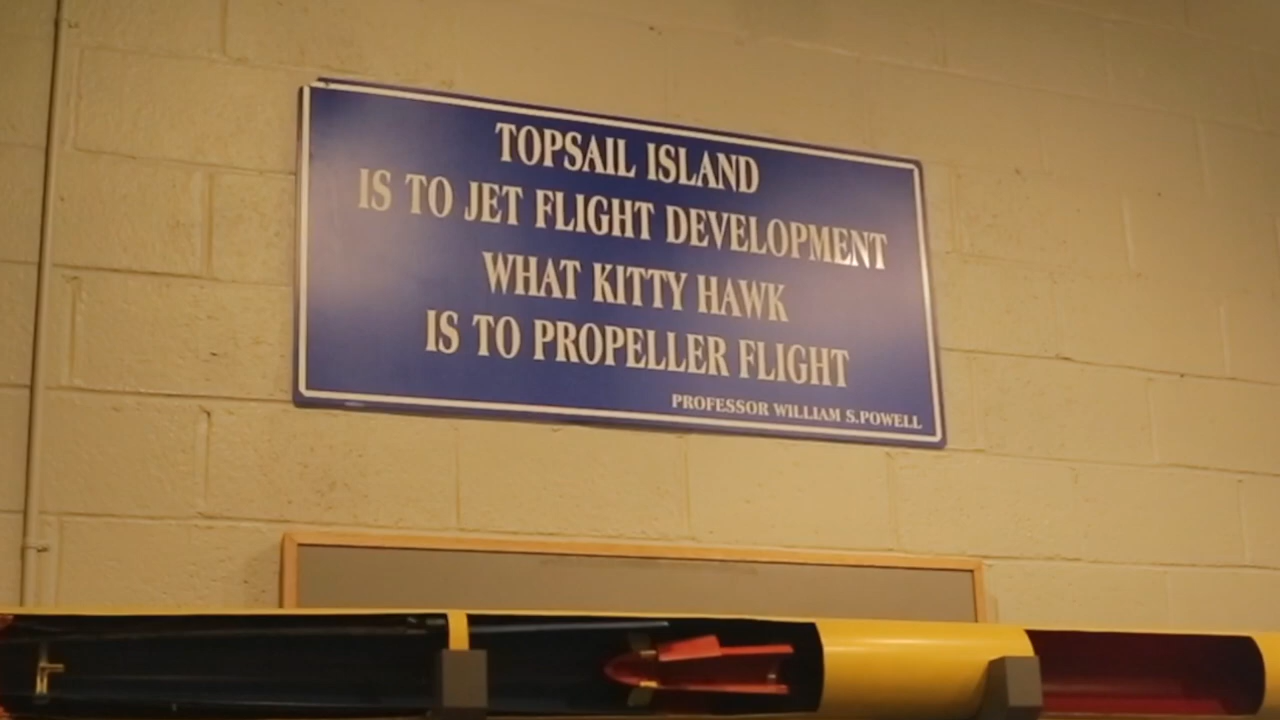 TOPSAIL ISLAND
IS TO JET FLIGHT DEVELOPMENT
WHAT KITTY HAWK
IS TO PROPELLER FLIGHT
PROFESSOR WILLIAM S.POWELL